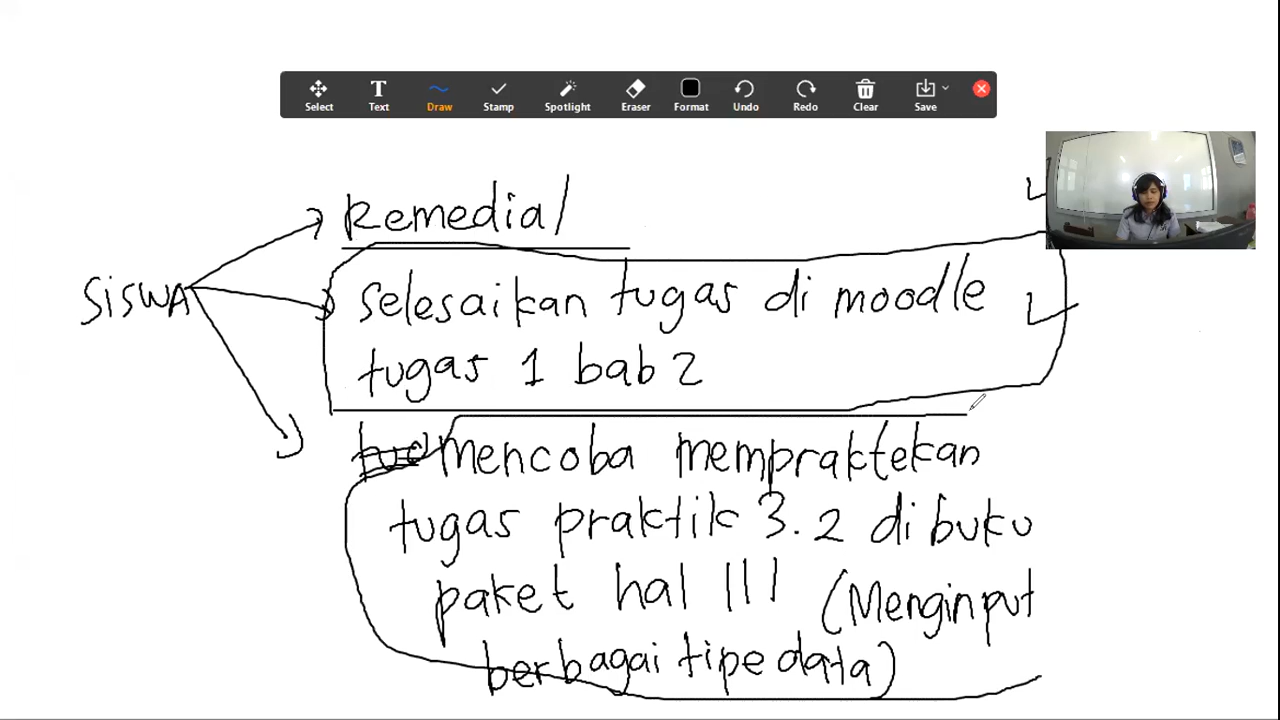 Select Text Draw Stamp Spotlight Eraser Format Undo Redo Clear Save
Remedial
SISWA
selesaikan tugas di moodle
tugas 1 bab 2
mencoba mempraktekan
tugas praktik 3.2 di buku
paket hal 111 (Menginput
berbagai tipe data)